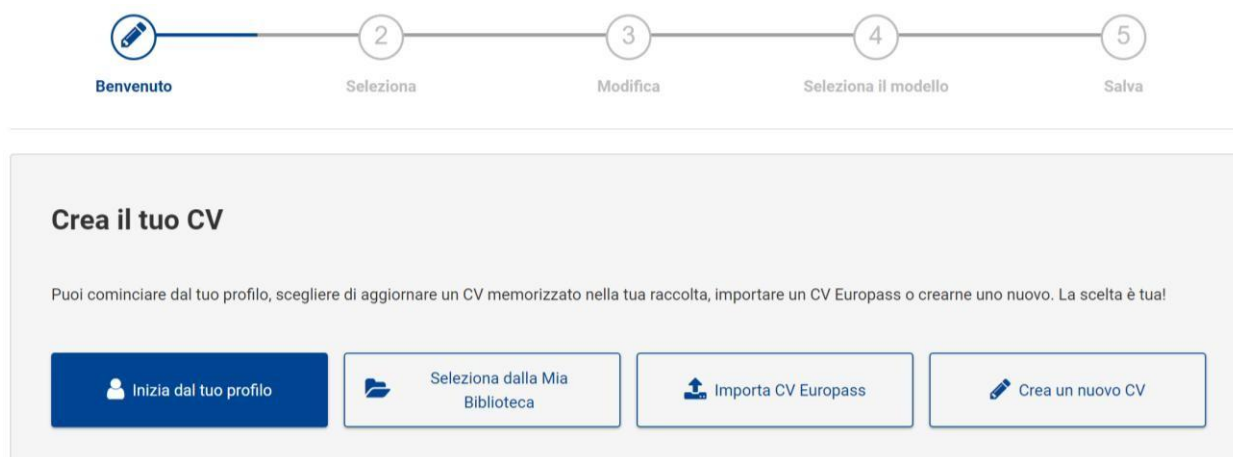 2 3 4 5
Benvenuto Seleziona Modifica Seleziona il modello Salva
Crea il tuo CV
Puoi cominciare dal tuo profilo, scegliere di aggiornare un CV memorizzato nella tua raccolta, importare un CV Europass o crearne uno nuovo. La scelta è tua!
Inizia dal tuo profilo
Seleziona dalla Mia
Biblioteca
Importa CV Europass
Crea un nuovo CV